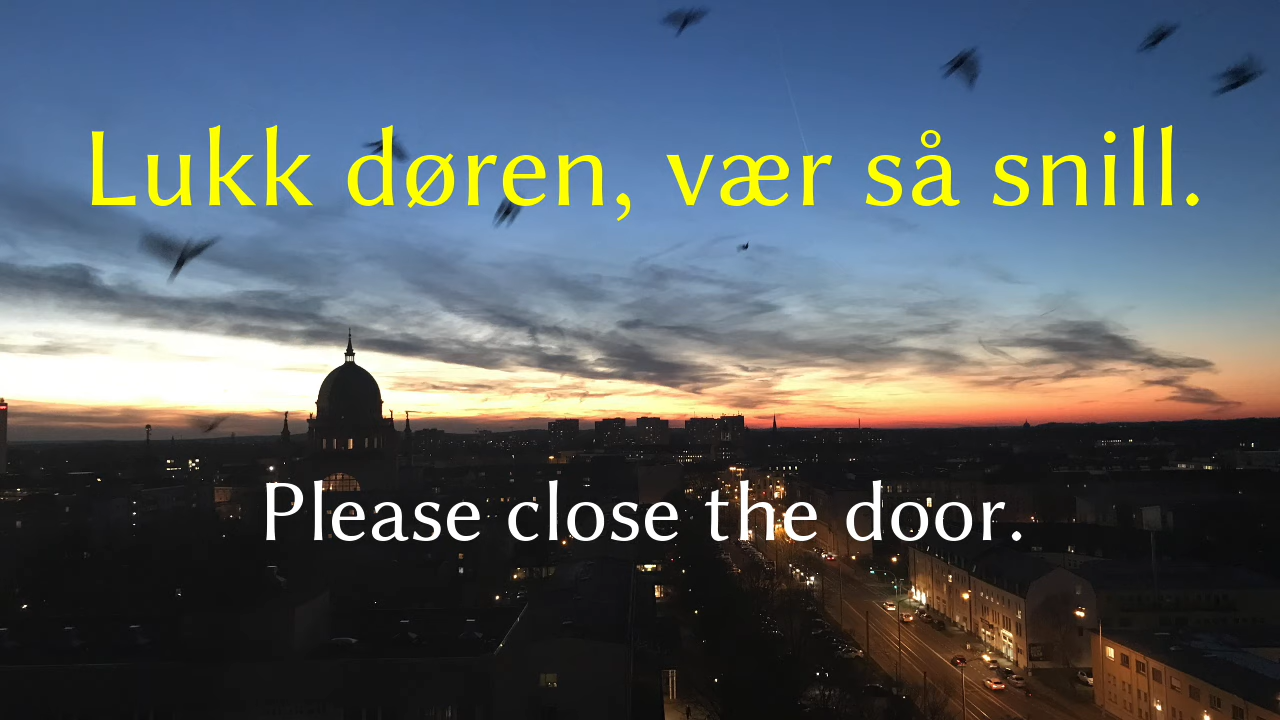 Lukk døren, vær så snill.
Please close the door.